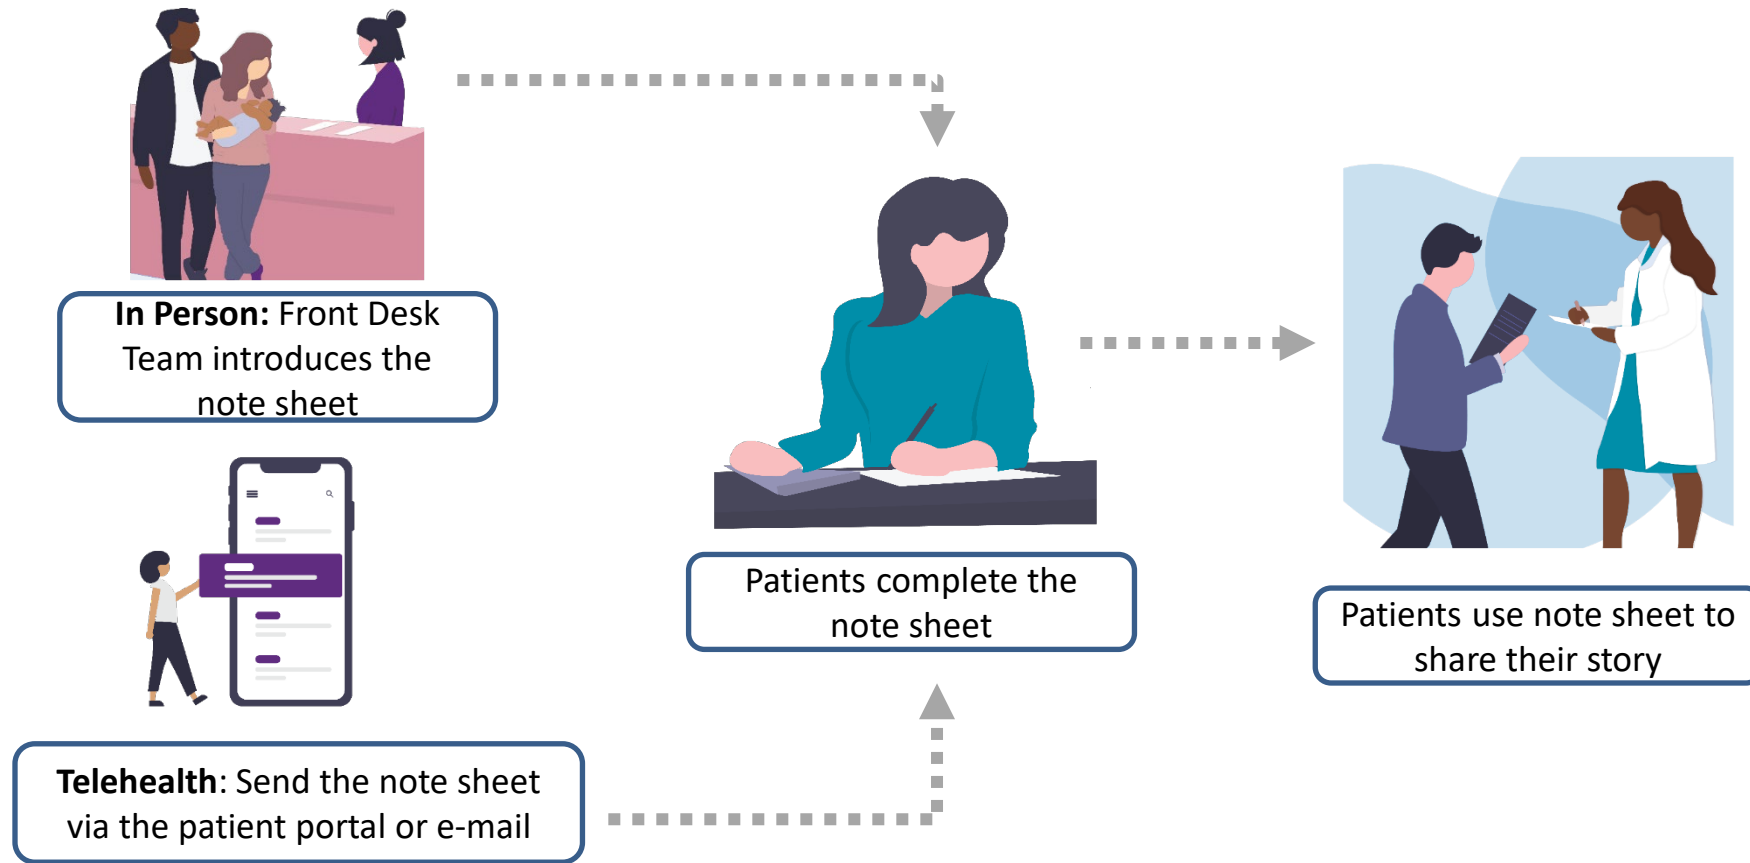 In Person: Front Desk
Team introduces the
note sheet
Telehealth: Send the note sheet
via the patient portal or e-mail
Patients complete the
note sheet
Patients use note sheet to
share their story